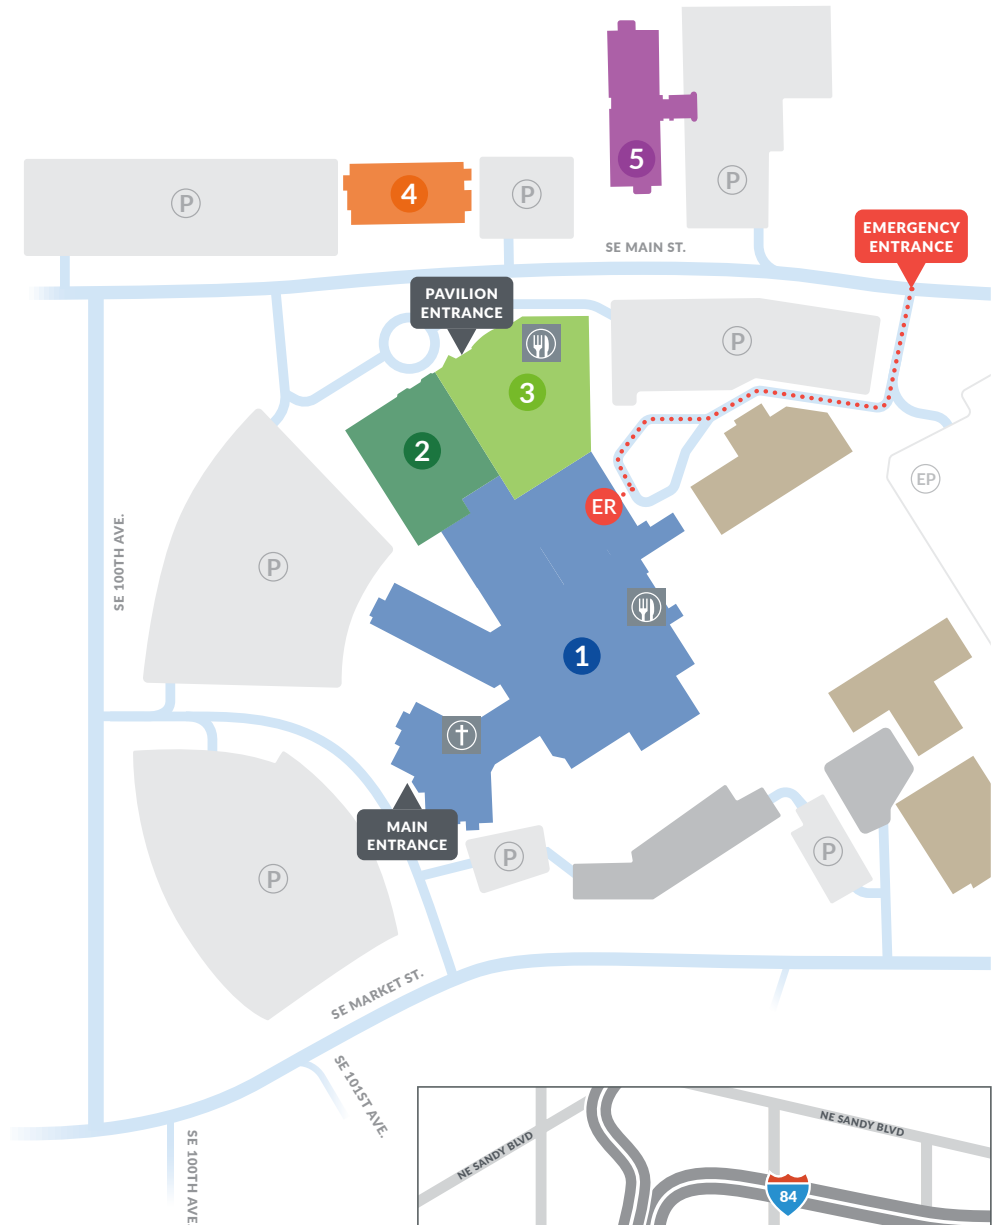 5
P
P
4
P
SE MAIN ST.
EMERGENCY
ENTRANCE
PAVILION
ENTRANCE
P
3
2
EP
ER
SE 100TH AVE.
P
1
MAIN
ENTRANCE
P
P
P
SE MARKET ST.
SE 101ST AVE.
SE 100TH AVE.
NE SANDY BLVD
NE SANDY BLVD
84